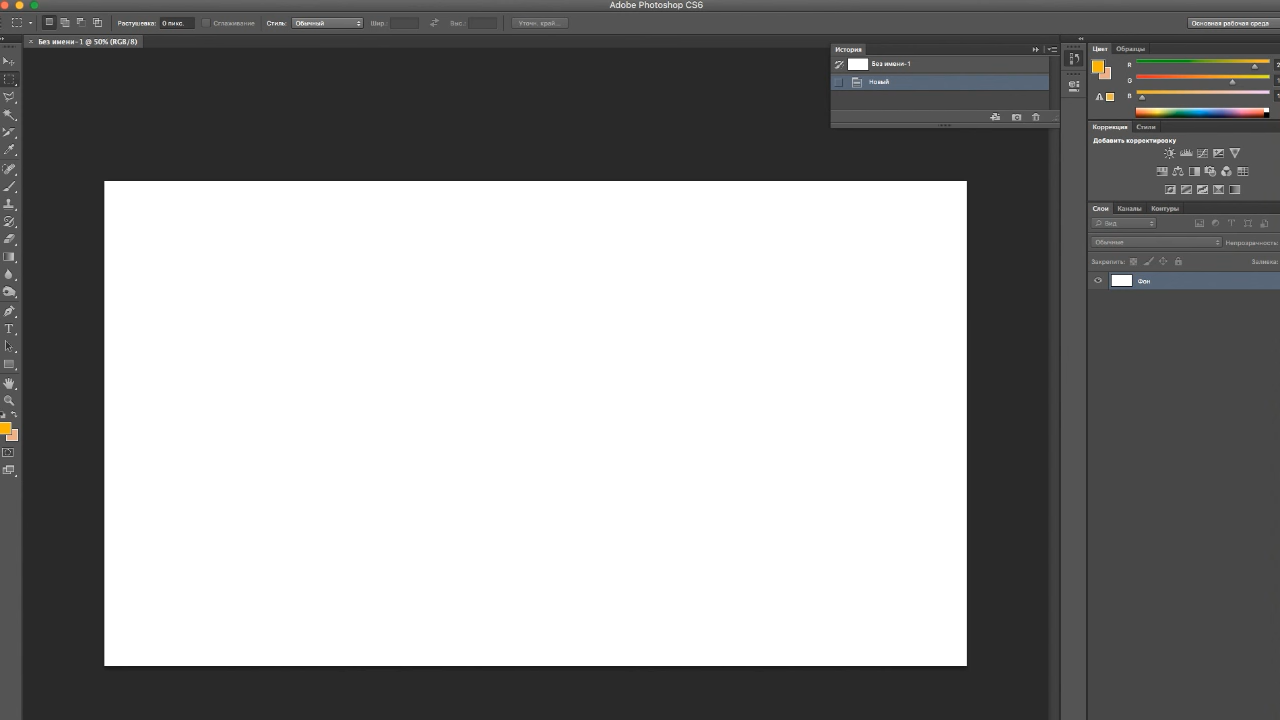 Adobe Photoshop CS6
Растушевка: 0 пикс. Сглаживание Стиль: Обычный Шир.: Выс.: Уточн. край... Основная рабочая среда
Без имени-1 @ 50% (RGB/8)
История
Без имени-1
Новый
Цвет Образцы
R
G
B
Коррекция Стили
Добавить корректировку
Слои Каналы Контуры
Вид
Обычные Непрозрачность:
Закрепить: Заливка:
Фон